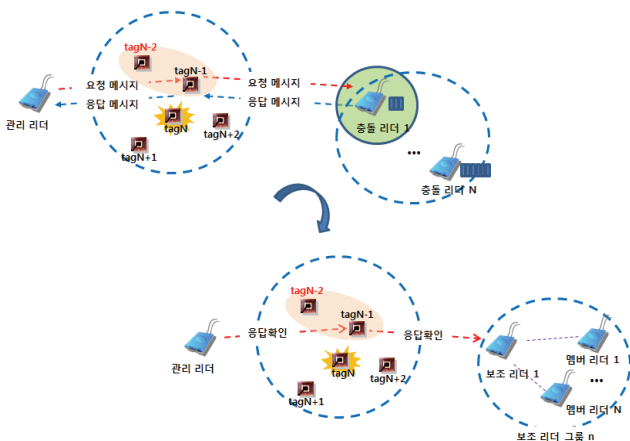 tagN-2
tagN-1
요청 메시지
요청 메시지
응답 메시지
응답 메시지
관리 리더
tagN
tagN+2
tagN+1
충돌 리더 1
...
충돌 리더 N
tagN-2
tagN-1
응답확인
응답확인
관리 리더
tagN
tagN+2
tagN+1
보조 리더 1
멤버 리더 1
...
멤버 리더 N
보조 리더 그룹 n